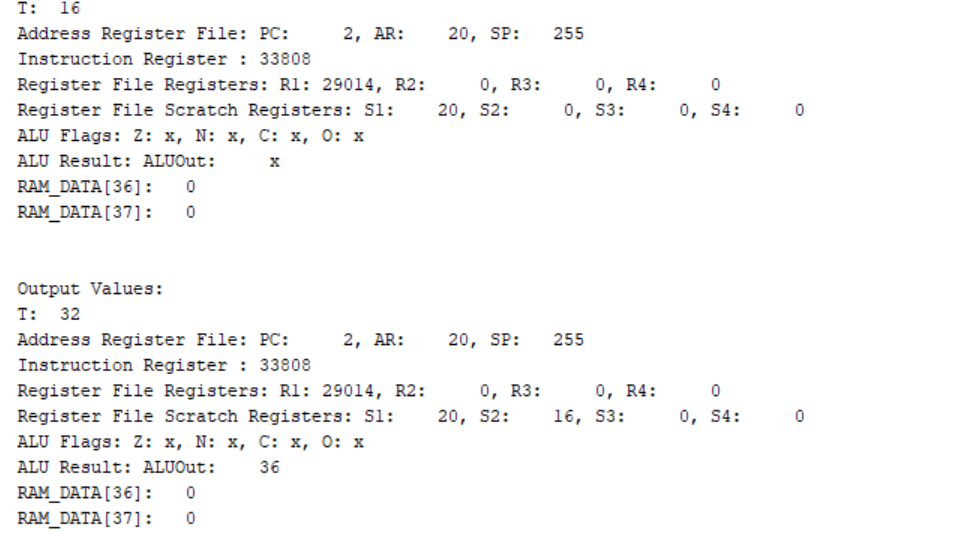 T:  16
Address Register File: PC:     2, AR:    20, SP:   255
Instruction Register : 33808
Register File Registers: R1: 29014, R2:     0, R3:     0, R4:     0
Register File Scratch Registers: S1:    20, S2:     0, S3:     0, S4:     0
ALU Flags: Z: x, N: x, C: x, O: x
ALU Result: ALUOut:     x
RAM_DATA[36]:   0
RAM_DATA[37]:   0
Output Values:
T:  32
Address Register File: PC:     2, AR:    20, SP:   255
Instruction Register : 33808
Register File Registers: R1: 29014, R2:     0, R3:     0, R4:     0
Register File Scratch Registers: S1:    20, S2:    16, S3:     0, S4:     0
ALU Flags: Z: x, N: x, C: x, O: x
ALU Result: ALUOut:    36
RAM_DATA[36]:   0
RAM_DATA[37]:   0